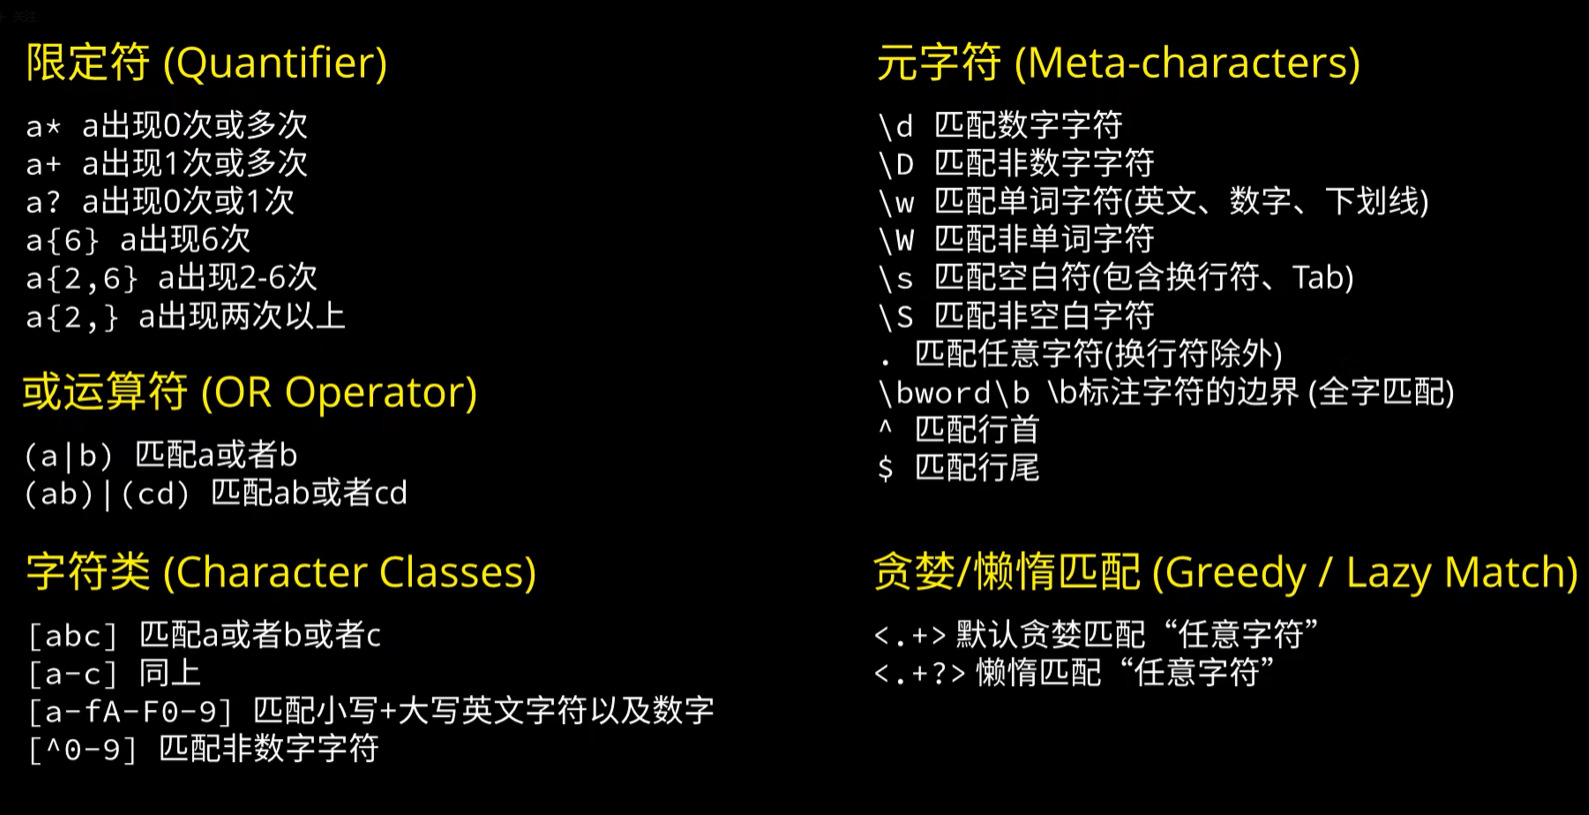 + 关注
限定符 (Quantifier)
a* a出现0次或多次
a+ a出现1次或多次
a? a出现0次或1次
a{6} a出现6次
a{2,6} a出现2-6次
a{2,} a出现两次以上
或运算符 (OR Operator)
(a|b) 匹配a或者b
(ab)|(cd) 匹配ab或者cd
字符类 (Character Classes)
[abc] 匹配a或者b或者c
[a-c] 同上
[a-fA-F0-9] 匹配小写+大写英文字符以及数字
[^0-9] 匹配非数字字符
元字符 (Meta-characters)
\d 匹配数字字符
\D 匹配非数字字符
\w 匹配单词字符(英文、数字、下划线)
\W 匹配非单词字符
\s 匹配空白符(包含换行符、Tab)
\S 匹配非空白字符
. 匹配任意字符(换行符除外)
\bword\b \b标注字符的边界 (全字匹配)
^ 匹配行首
$ 匹配行尾
贪婪/懒惰匹配 (Greedy / Lazy Match)
<.+> 默认贪婪匹配“任意字符”
<.+?> 懒惰匹配“任意字符”